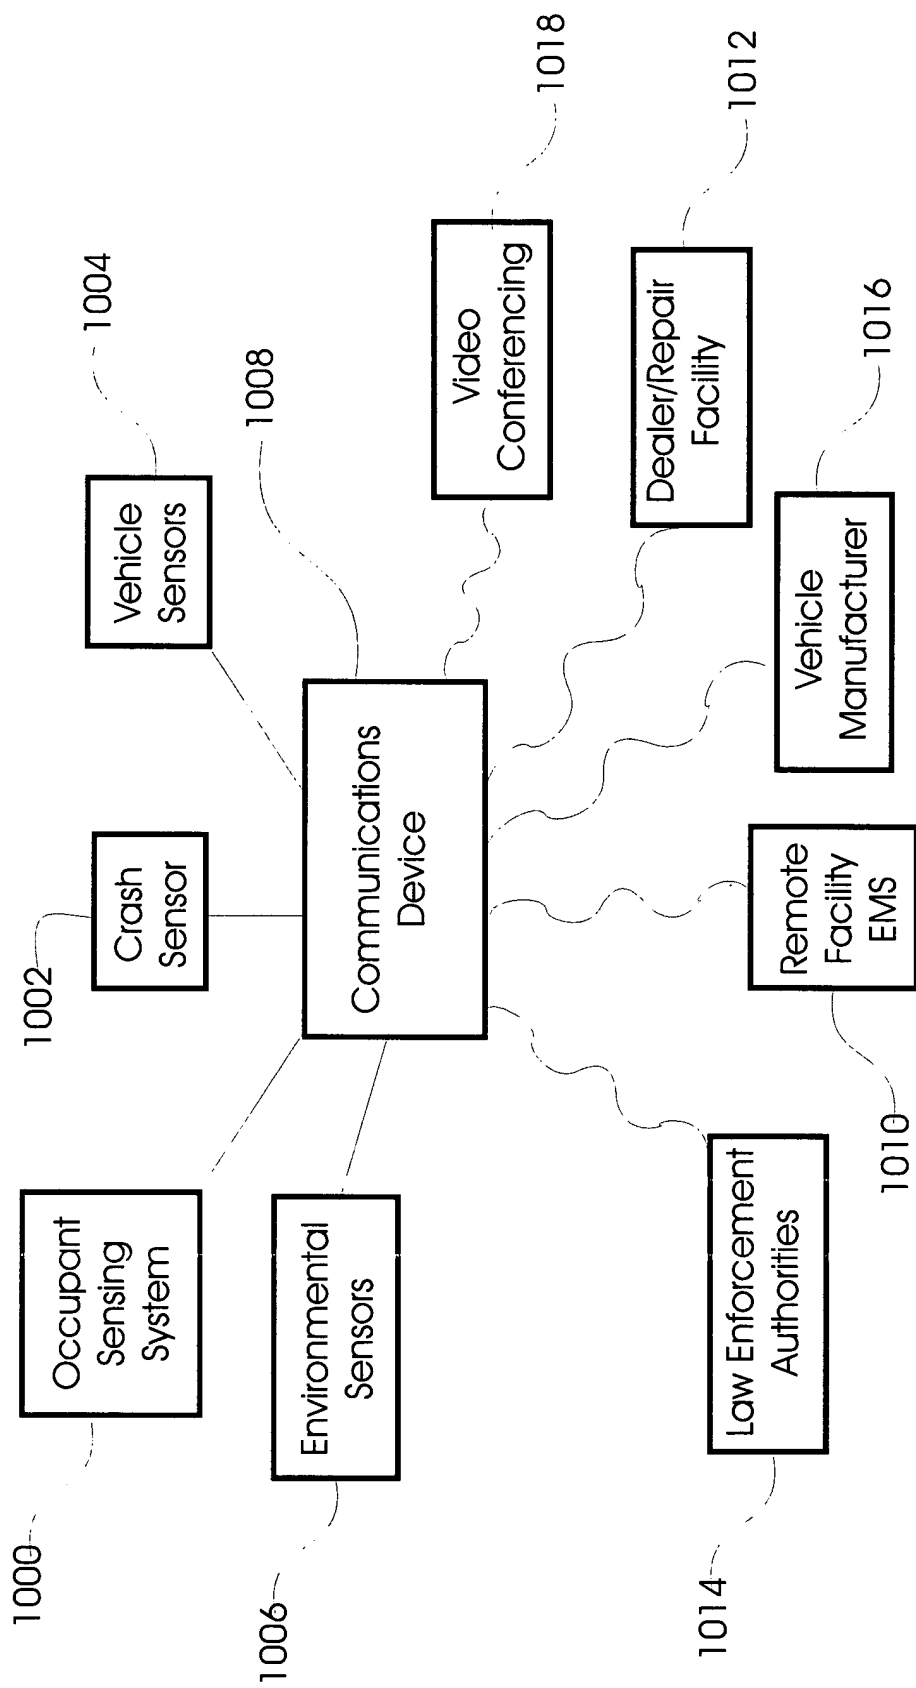 1000
Occupant
Sensing
System
1002
Crash
Sensor
Vehicle
Sensors
1004
1006
Environmental
Sensors
Communications
Device
1008
Video
Conferencing
1018
Dealer/Repair
Facility
1012
1014
Law Enforcement
Authorities
1010
Remote
Facility
EMS
Vehicle
Manufacturer
1016